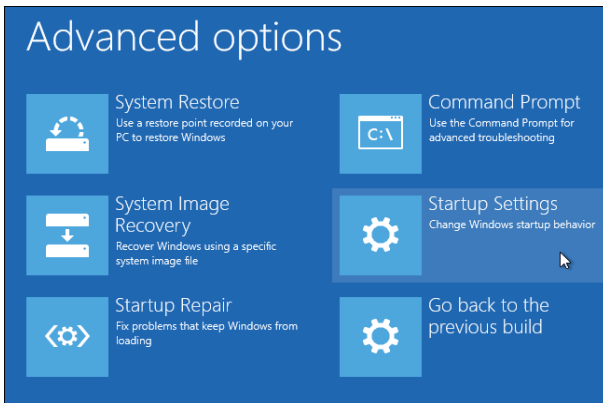 Advanced options
System Restore
Use a restore point recorded on your
PC to restore Windows
Command Prompt
Use the Command Prompt for
advanced troubleshooting
C:\
System Image
Recovery
Recover Windows using a specific
system image file
Startup Settings
Change Windows startup behavior
Startup Repair
Fix problems that keep Windows from
loading
Go back to the
previous build